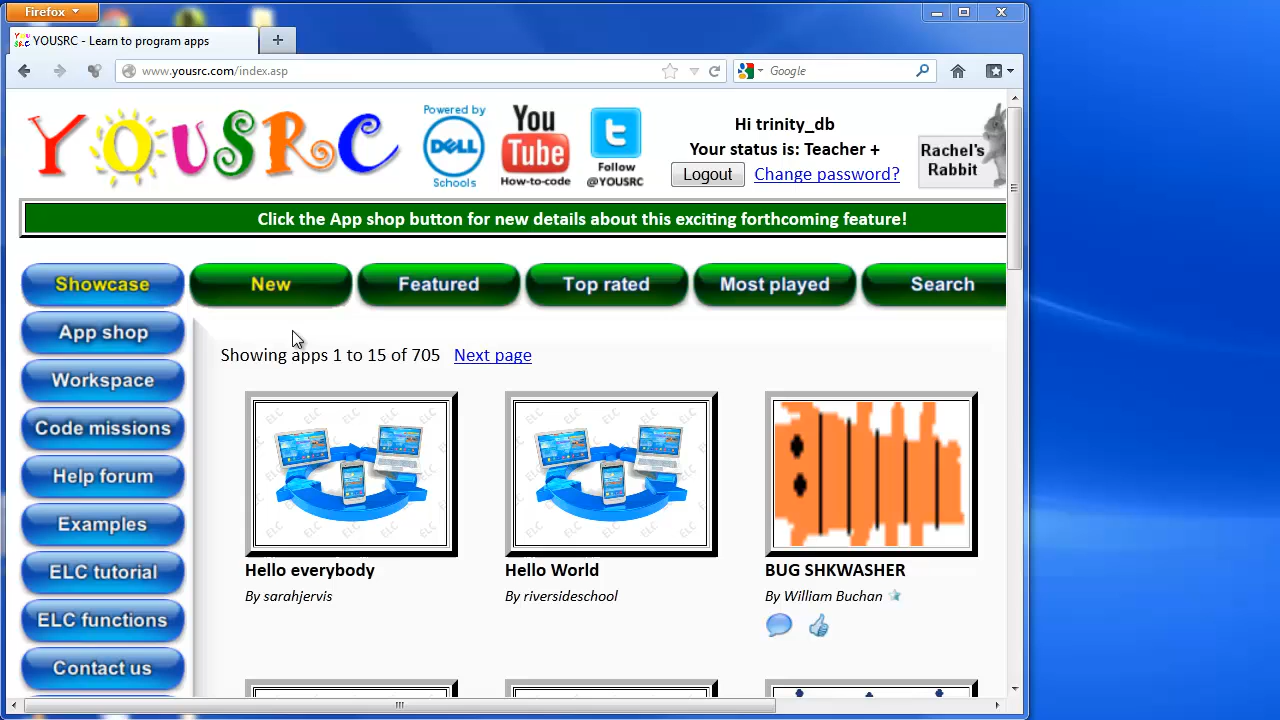 Firefox
YOUSRC - Learn to program apps
www.yousrc.com/index.asp
Google
YOUSRC
Powered by
DELL
Schools
You
Tube
How-to-code
t
Follow
@YOUSRC
Hi trinity_db
Your status is: Teacher +
Logout
Change password?
Rachel's
Rabbit
Click the App shop button for new details about this exciting forthcoming feature!
Showcase
New
Featured
Top rated
Most played
Search
App shop
Workspace
Code missions
Help forum
Examples
ELC tutorial
ELC functions
Contact us
Showing apps 1 to 15 of 705
Next page
Hello everybody
By sarahjervis
Hello World
By riversideschool
BUG SHKWASHER
By William Buchan